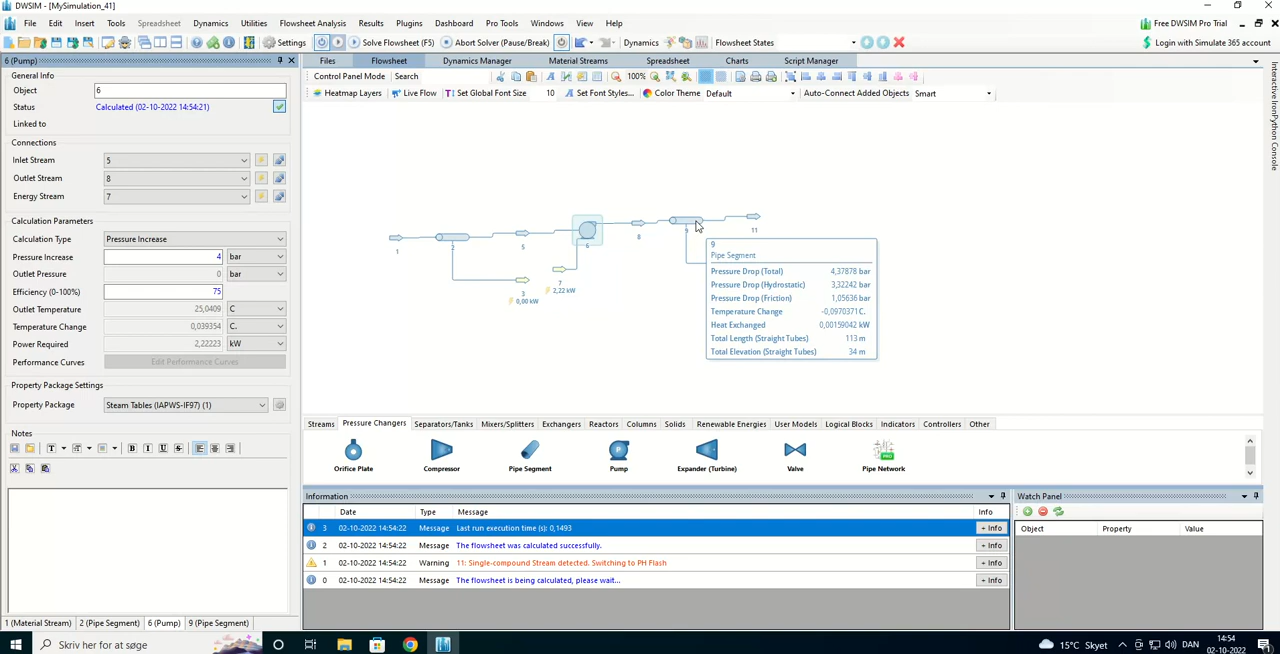 DWSIM - [MySimulation_41]
File Edit Insert Tools Spreadsheet Dynamics Utilities Flowsheet Analysis Results Plugins Dashboard Pro Tools Windows View Help Free DWSIM Pro Trial
Settings Solve Flowsheet (F5) Abort Solver (Pause/Break) Dynamics Flowsheet States Login with Simulate 365 account
6 (Pump)
General Info
Object 6
Status Calculated (02-10-2022 14:54:21)
Linked to
Connections
Inlet Stream 5
Outlet Stream 8
Energy Stream 7
Calculation Parameters
Calculation Type Pressure Increase
Pressure Increase 4 bar
Outlet Pressure 0 bar
Efficiency (0-100%) 75
Outlet Temperature 25,0409 C
Temperature Change 0,039354 C.
Power Required 2,22223 kW
Performance Curves Edit Performance Curves
Property Package Settings
Property Package Steam Tables (IAPWS-IF97) (1)
Notes
B I U S
1 (Material Stream) 2 (Pipe Segment) 6 (Pump) 9 (Pipe Segment)
Files Flowsheet Dynamics Manager Material Streams Spreadsheet Charts Script Manager
Control Panel Mode Search 100%
Heatmap Layers Live Flow Set Global Font Size 10 Set Font Styles... Color Theme Default Auto-Connect Added Objects Smart
1
2
3
0,00 kW
5
6
7
2,22 kW
8
9
11
9
Pipe Segment
Pressure Drop (Total) 4,37878 bar
Pressure Drop (Hydrostatic) 3,32242 bar
Pressure Drop (Friction) 1,05636 bar
Temperature Change -0,0970371 C.
Heat Exchanged 0,00159042 kW
Total Length (Straight Tubes) 113 m
Total Elevation (Straight Tubes) 34 m
Streams Pressure Changers Separators/Tanks Mixers/Splitters Exchangers Reactors Columns Solids Renewable Energies User Models Logical Blocks Indicators Controllers Other
Orifice Plate Compressor Pipe Segment Pump Expander (Turbine) Valve Pipe Network
Information
Date Type Message Info
3 02-10-2022 14:54:22 Message Last run execution time (s): 0,1493 + Info
2 02-10-2022 14:54:22 Message The flowsheet was calculated successfully. + Info
1 02-10-2022 14:54:22 Warning 11: Single-compound Stream detected. Switching to PH Flash + Info
0 02-10-2022 14:54:22 Message The flowsheet is being calculated, please wait... + Info
Watch Panel
Object Property Value
Interactive IronPython Console
Skriv her for at søge
15°C Skyet DAN 14:54
02-10-2022